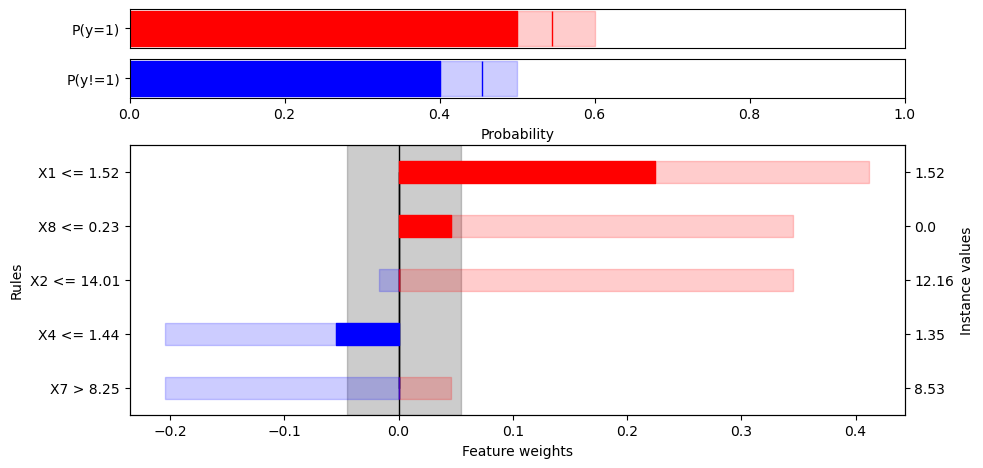 P(y=1)
P(y!=1)
0.0 0.2 0.4 0.6 0.8 1.0
Probability
X1 <= 1.52 1.52
X8 <= 0.23 0.0
X2 <= 14.01 12.16
X4 <= 1.44 1.35
X7 > 8.25 8.53
Rules
Instance values
−0.2 −0.1 0.0 0.1 0.2 0.3 0.4
Feature weights